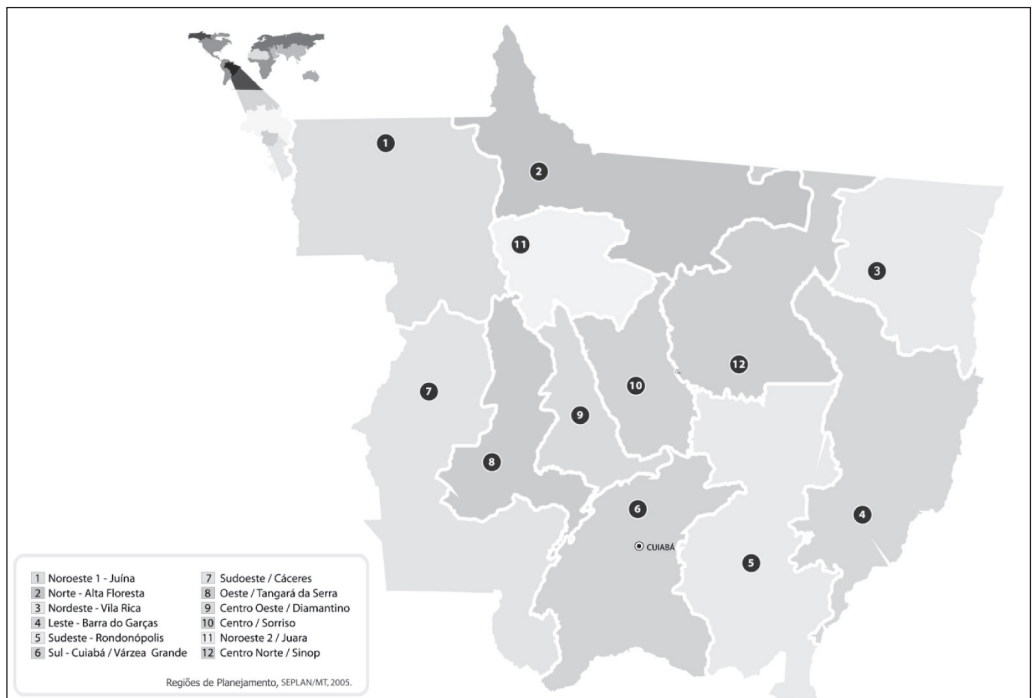 1
2
3
11
12
7
10
9
8
6
CUIABÁ
4
5
1 Noroeste 1 - Juína
2 Norte - Alta Floresta
3 Nordeste - Vila Rica
4 Leste - Barra do Garças
5 Sudeste - Rondonópolis
6 Sul - Cuiabá / Várzea Grande
7 Sudoeste / Cáceres
8 Oeste / Tangará da Serra
9 Centro Oeste / Diamantino
10 Centro / Sorriso
11 Noroeste 2 / Juara
12 Centro Norte / Sinop
Regiões de Planejamento, SEPLAN/MT, 2005.